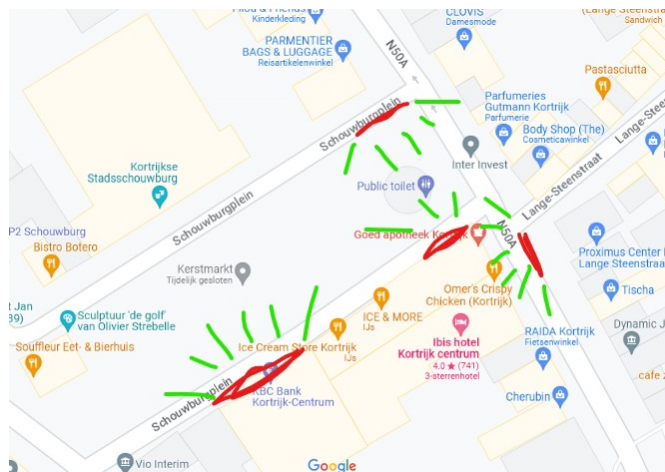 Kinderkleding
CLOVIS
Damesmode
(Lange Steenstraat)
Sandwich
PARMENTIER
BAGS & LUGGAGE
Reisartikelenwinkel
N50A
Pastasciutta
Parfumeries
Gutmann Kortrijk
Parfumerie
Schouwburgplein
Body Shop (The)
Cosmeticawinkel
Lange-Steenstraat
Kortrijkse
Stadsschouwburg
Inter Invest
Public toilet
Lange-Steenstraat
Schouwburgplein
P2 Schouwburg
Bistro Botero
Goed apotheek Kortrijk
N50A
Proximus Center
Lange Steenstraat
Kerstmarkt
Tijdelijk gesloten
Omer's Crispy
Chicken (Kortrijk)
Tischa
Sculptuur 'de golf'
van Olivier Strebelle
ICE & MORE
IJs
Souffleur Eet- & Bierhuis
Ice Cream Store Kortrijk
IJs
Ibis hotel
Kortrijk centrum
4,0 ★ (741)
3-sterrenhotel
RAIDA Kortrijk
Fietsenwinkel
Dynamic
cafe
KBC Bank
Kortrijk-Centrum
Schouwburgplein
Cherubin
Vio Interim
Google